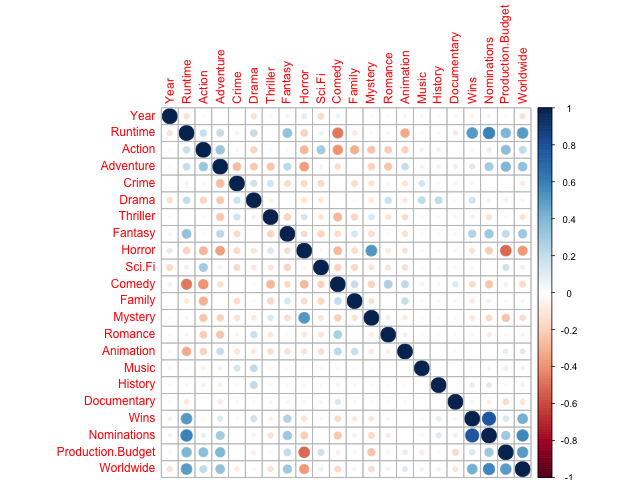 Year
Runtime
Action
Adventure
Crime
Drama
Thriller
Fantasy
Horror
Sci.Fi
Comedy
Family
Mystery
Romance
Animation
Music
History
Documentary
Wins
Nominations
Production.Budget
Worldwide
Year
Runtime
Action
Adventure
Crime
Drama
Thriller
Fantasy
Horror
Sci.Fi
Comedy
Family
Mystery
Romance
Animation
Music
History
Documentary
Wins
Nominations
Production.Budget
Worldwide
1
0.8
0.6
0.4
0.2
0
-0.2
-0.4
-0.6
-0.8
-1